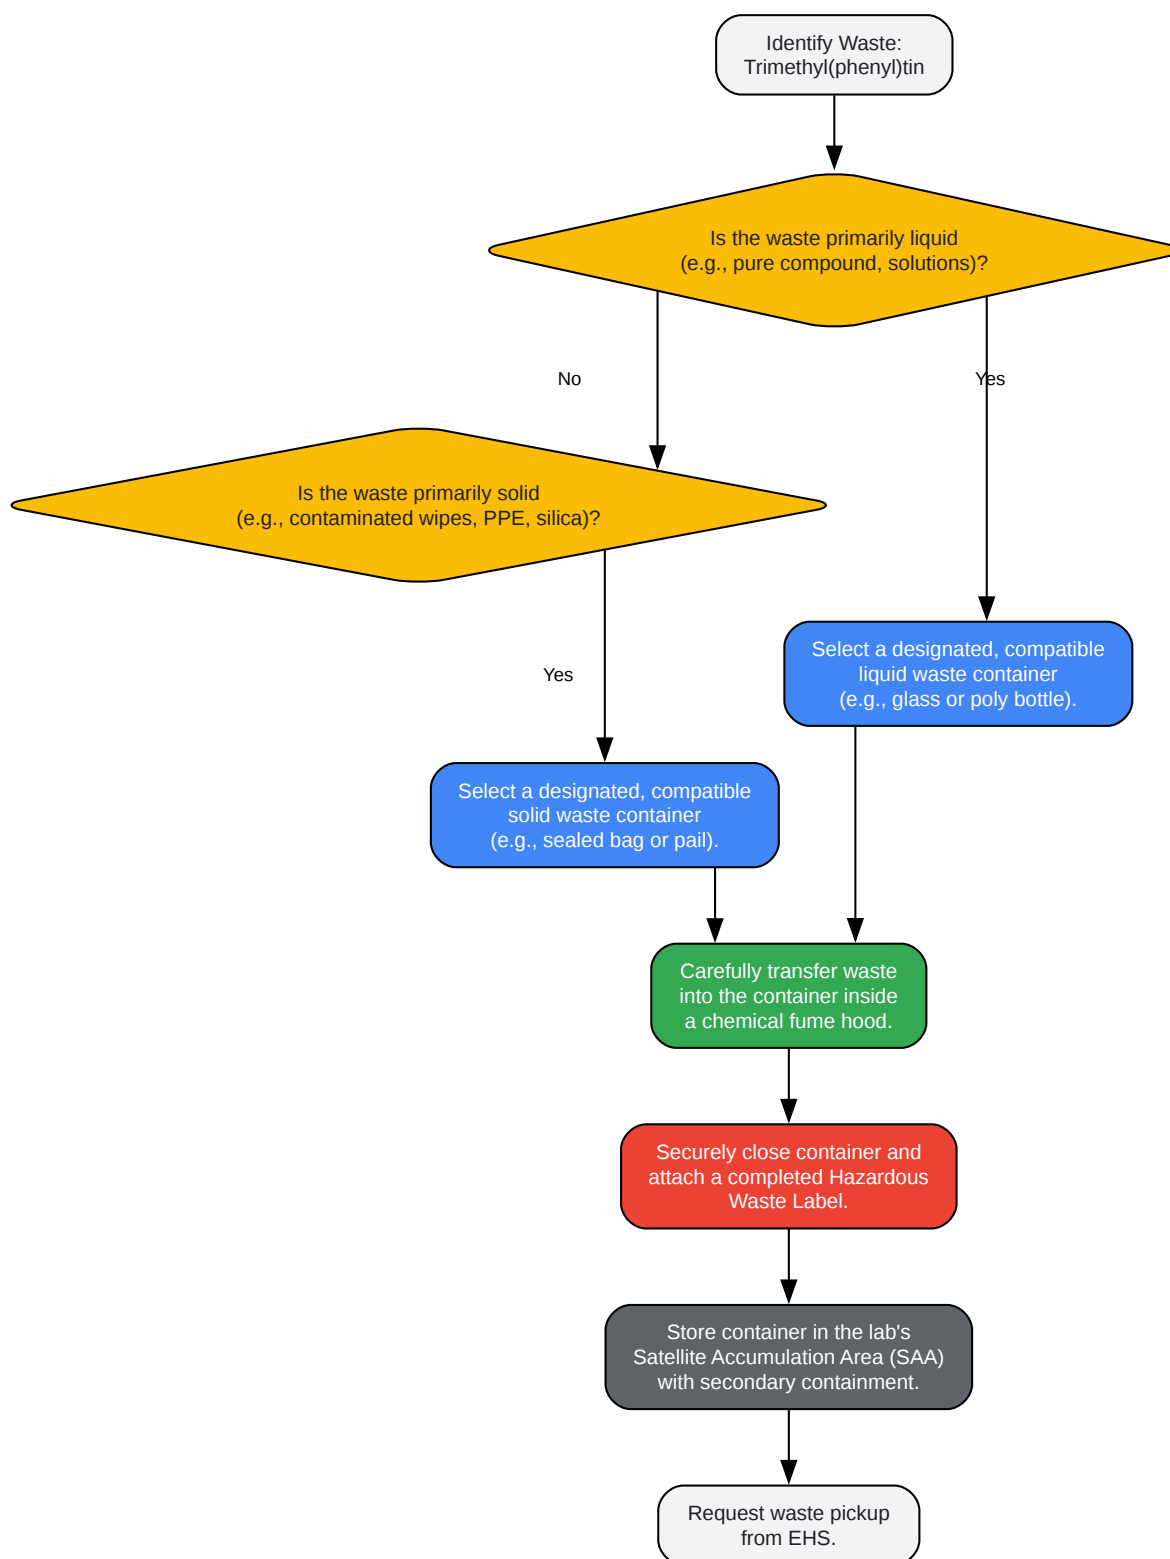 Identify Waste:
Trimethyl(phenyl)tin
Is the waste primarily liquid
(e.g., pure compound, solutions)?
No
Yes
Is the waste primarily solid
(e.g., contaminated wipes, PPE, silica)?
Select a designated, compatible
liquid waste container
(e.g., glass or poly bottle).
Yes
Select a designated, compatible
solid waste container
(e.g., sealed bag or pail).
Carefully transfer waste
into the container inside
a chemical fume hood.
Securely close container and
attach a completed Hazardous
Waste Label.
Store container in the lab's
Satellite Accumulation Area (SAA)
with secondary containment.
Request waste pickup
from EHS.